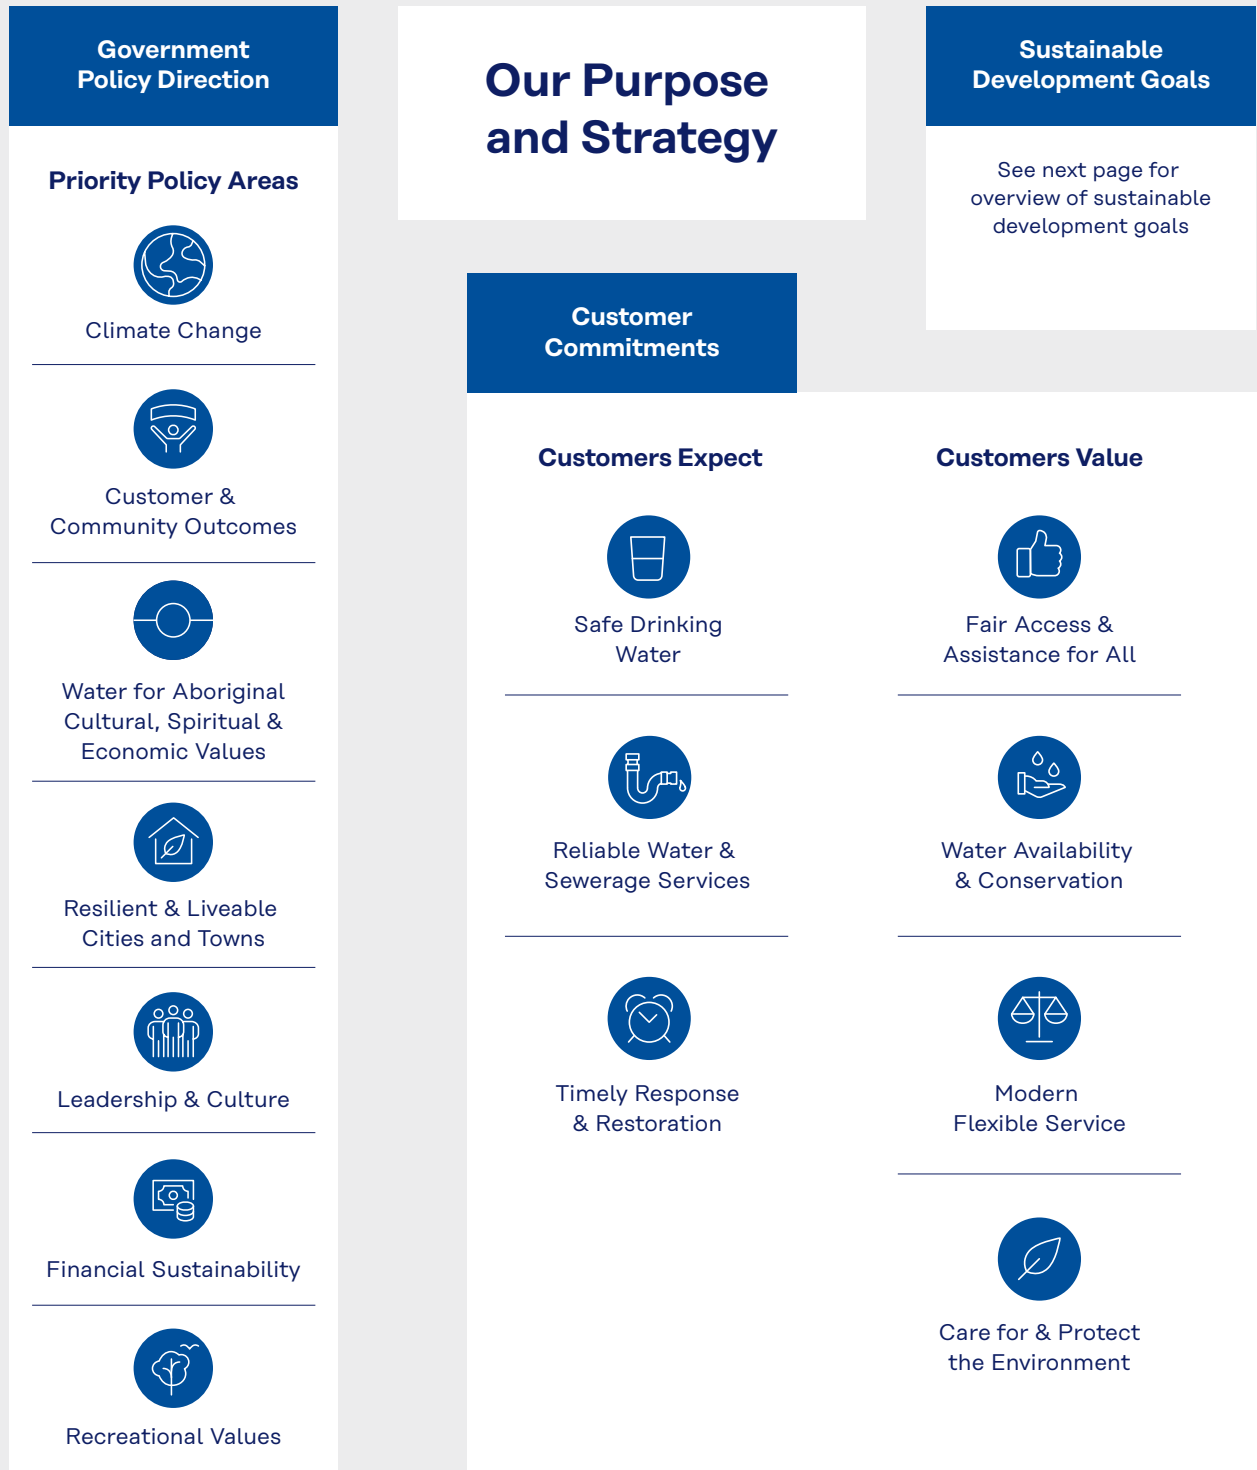 Government
Policy Direction
Priority Policy Areas
Climate Change
Customer &
Community Outcomes
Water for Aboriginal
Cultural, Spiritual &
Economic Values
Resilient & Liveable
Cities and Towns
Leadership & Culture
Financial Sustainability
Recreational Values
Our Purpose
and Strategy
Sustainable
Development Goals
See next page for
overview of sustainable
development goals
Customer
Commitments
Customers Expect
Safe Drinking
Water
Reliable Water &
Sewerage Services
Timely Response
& Restoration
Customers Value
Fair Access &
Assistance for All
Water Availability
& Conservation
Modern
Flexible Service
Care for & Protect
the Environment